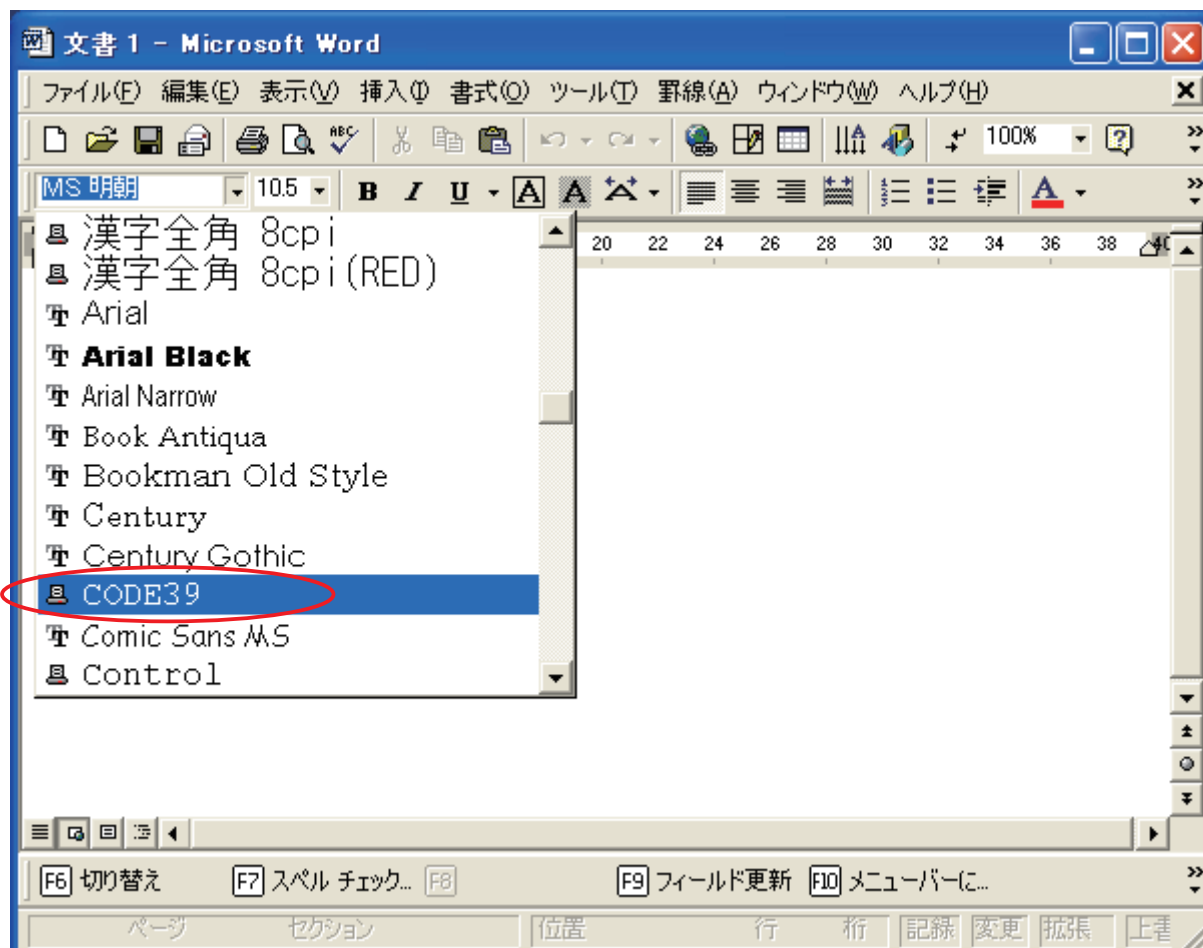 文書 1 - Microsoft Word
ファイル(F) 編集(E) 表示(V) 挿入(I) 書式(O) ツール(T) 罫線(A) ウィンドウ(W) ヘルプ(H)
ABC 100%
MS 明朝 10.5 B I U A A A
漢字全角 8cpi
20 22 24 26 28 30 32 34 36 38 40
漢字全角 8cpi(RED)
Arial
Arial Black
Arial Narrow
Book Antiqua
Bookman Old Style
Century
Century Gothic
CODE39
Comic Sans MS
Control
F6 切り替え F7 スペル チェック... F8 F9 フィールド更新 F10 メニューバーに...
ページ セクション 位置 行 桁 記録 変更 拡張 上書